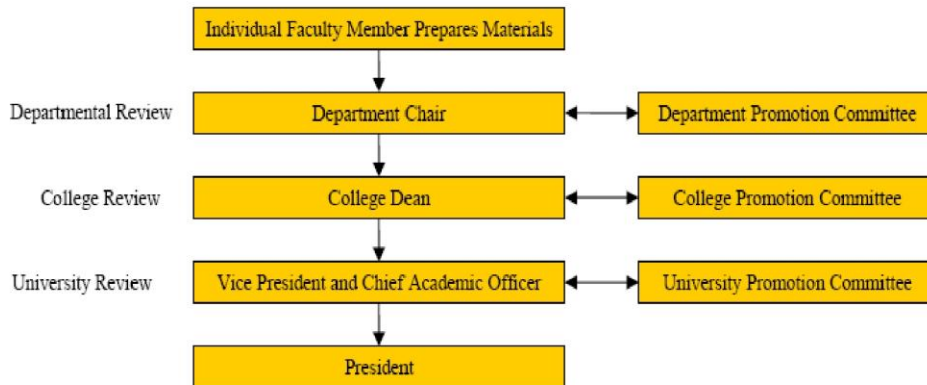 Individual Faculty Member Prepares Materials
Departmental Review
Department Chair
Department Promotion Committee
College Review
College Dean
College Promotion Committee
University Review
Vice President and Chief Academic Officer
University Promotion Committee
President